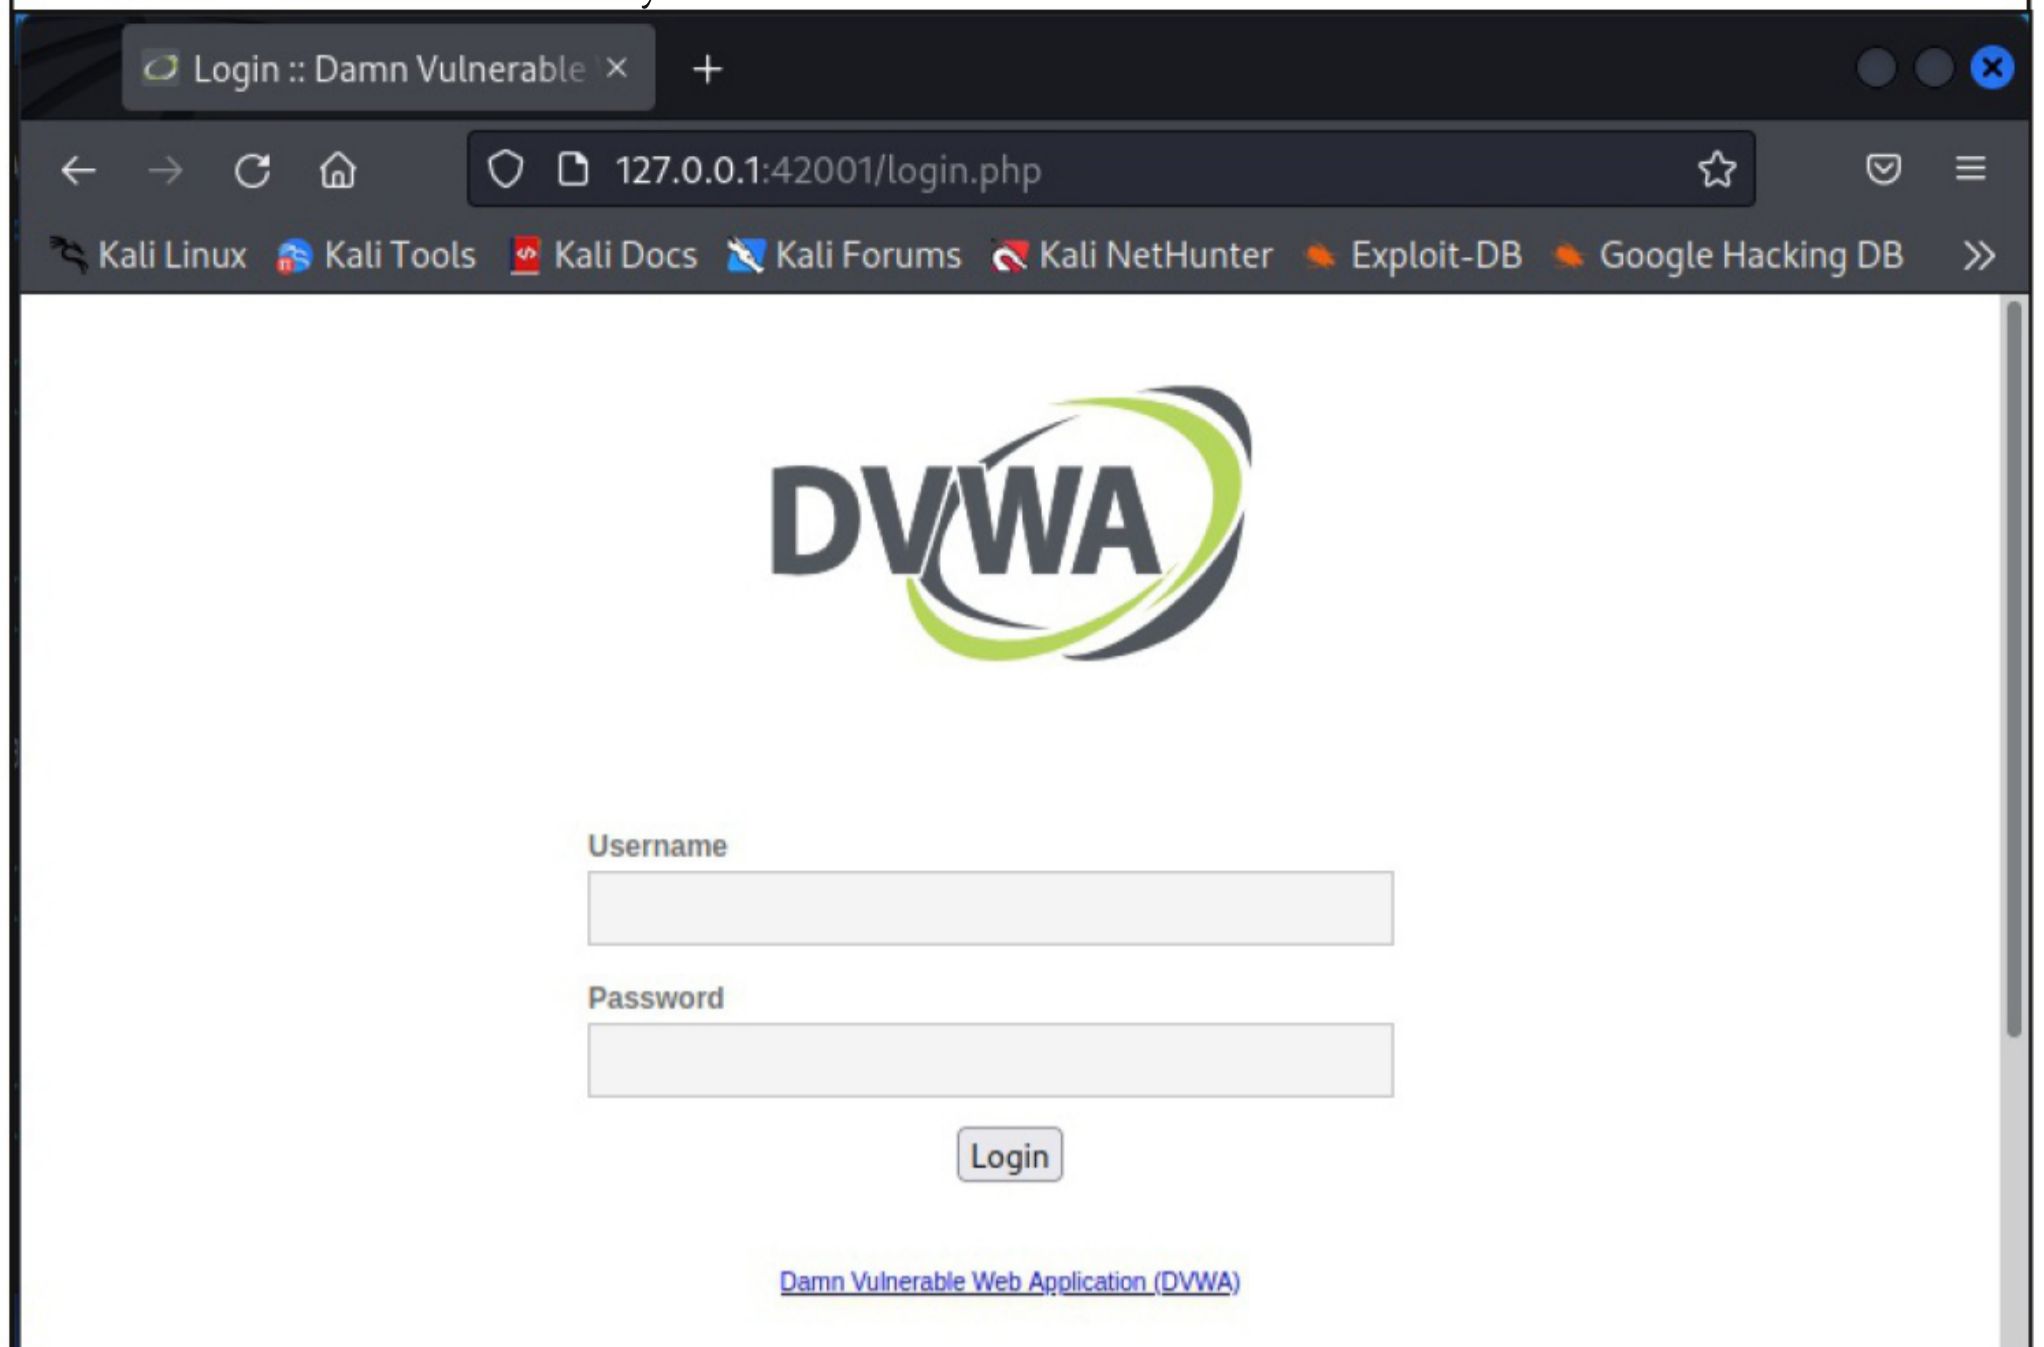 Login :: Damn Vulnerable
127.0.0.1:42001/login.php
Kali Linux Kali Tools Kali Docs Kali Forums Kali NetHunter Exploit-DB Google Hacking DB
DVWA
Username
Password
Login
Damn Vulnerable Web Application (DVWA)